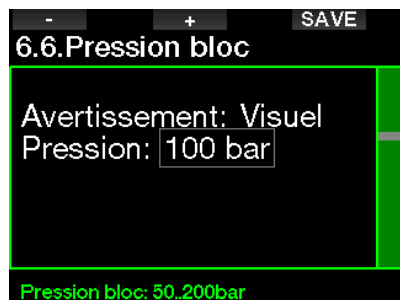 - + SAVE
6.6.Pression bloc
Avertissement: Visuel
Pression: 100 bar
Pression bloc: 50..200bar